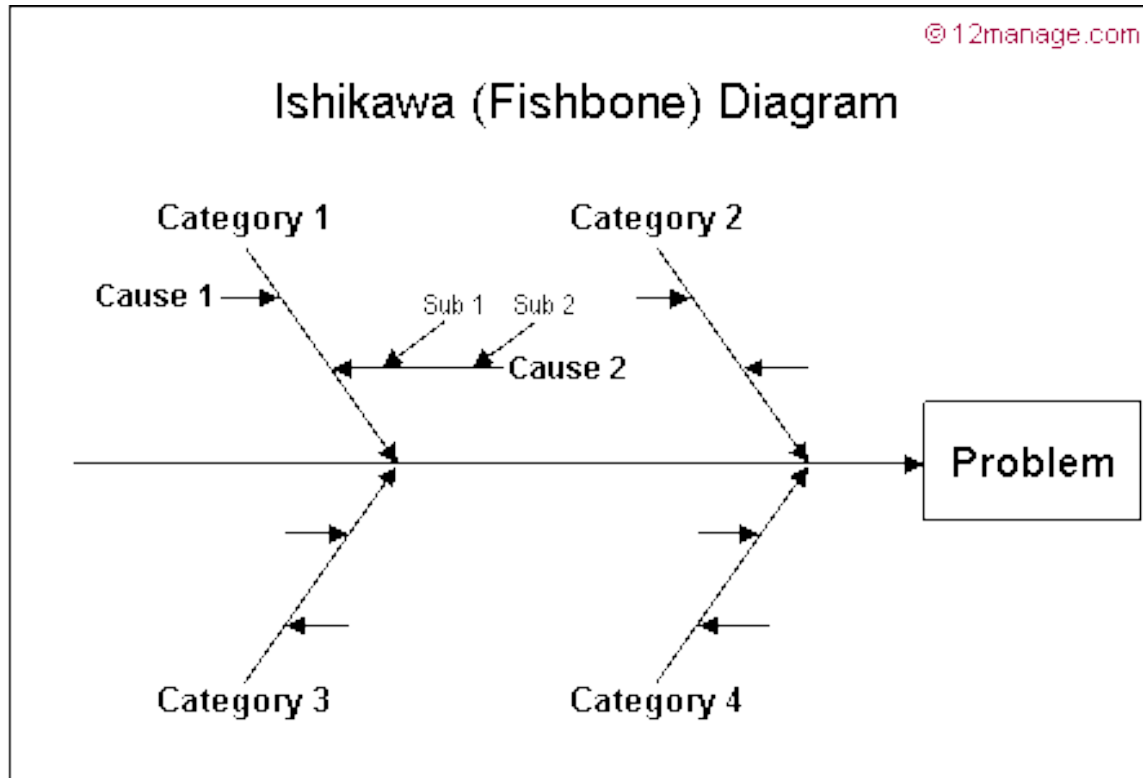 © 12manage.com
Ishikawa (Fishbone) Diagram
Category 1
Category 2
Cause 1
Sub 1
Sub 2
Cause 2
Problem
Category 3
Category 4